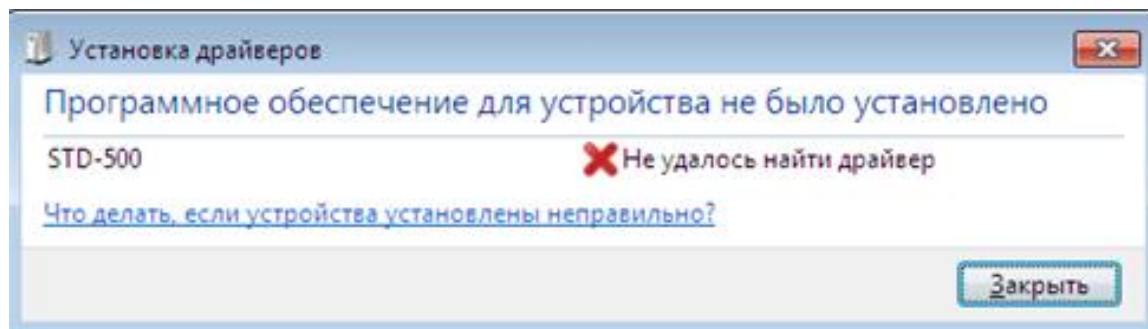 Установка драйверов
Программное обеспечение для устройства не было установлено
STD-500 Не удалось найти драйвер
Что делать, если устройства установлены неправильно?
Закрыть